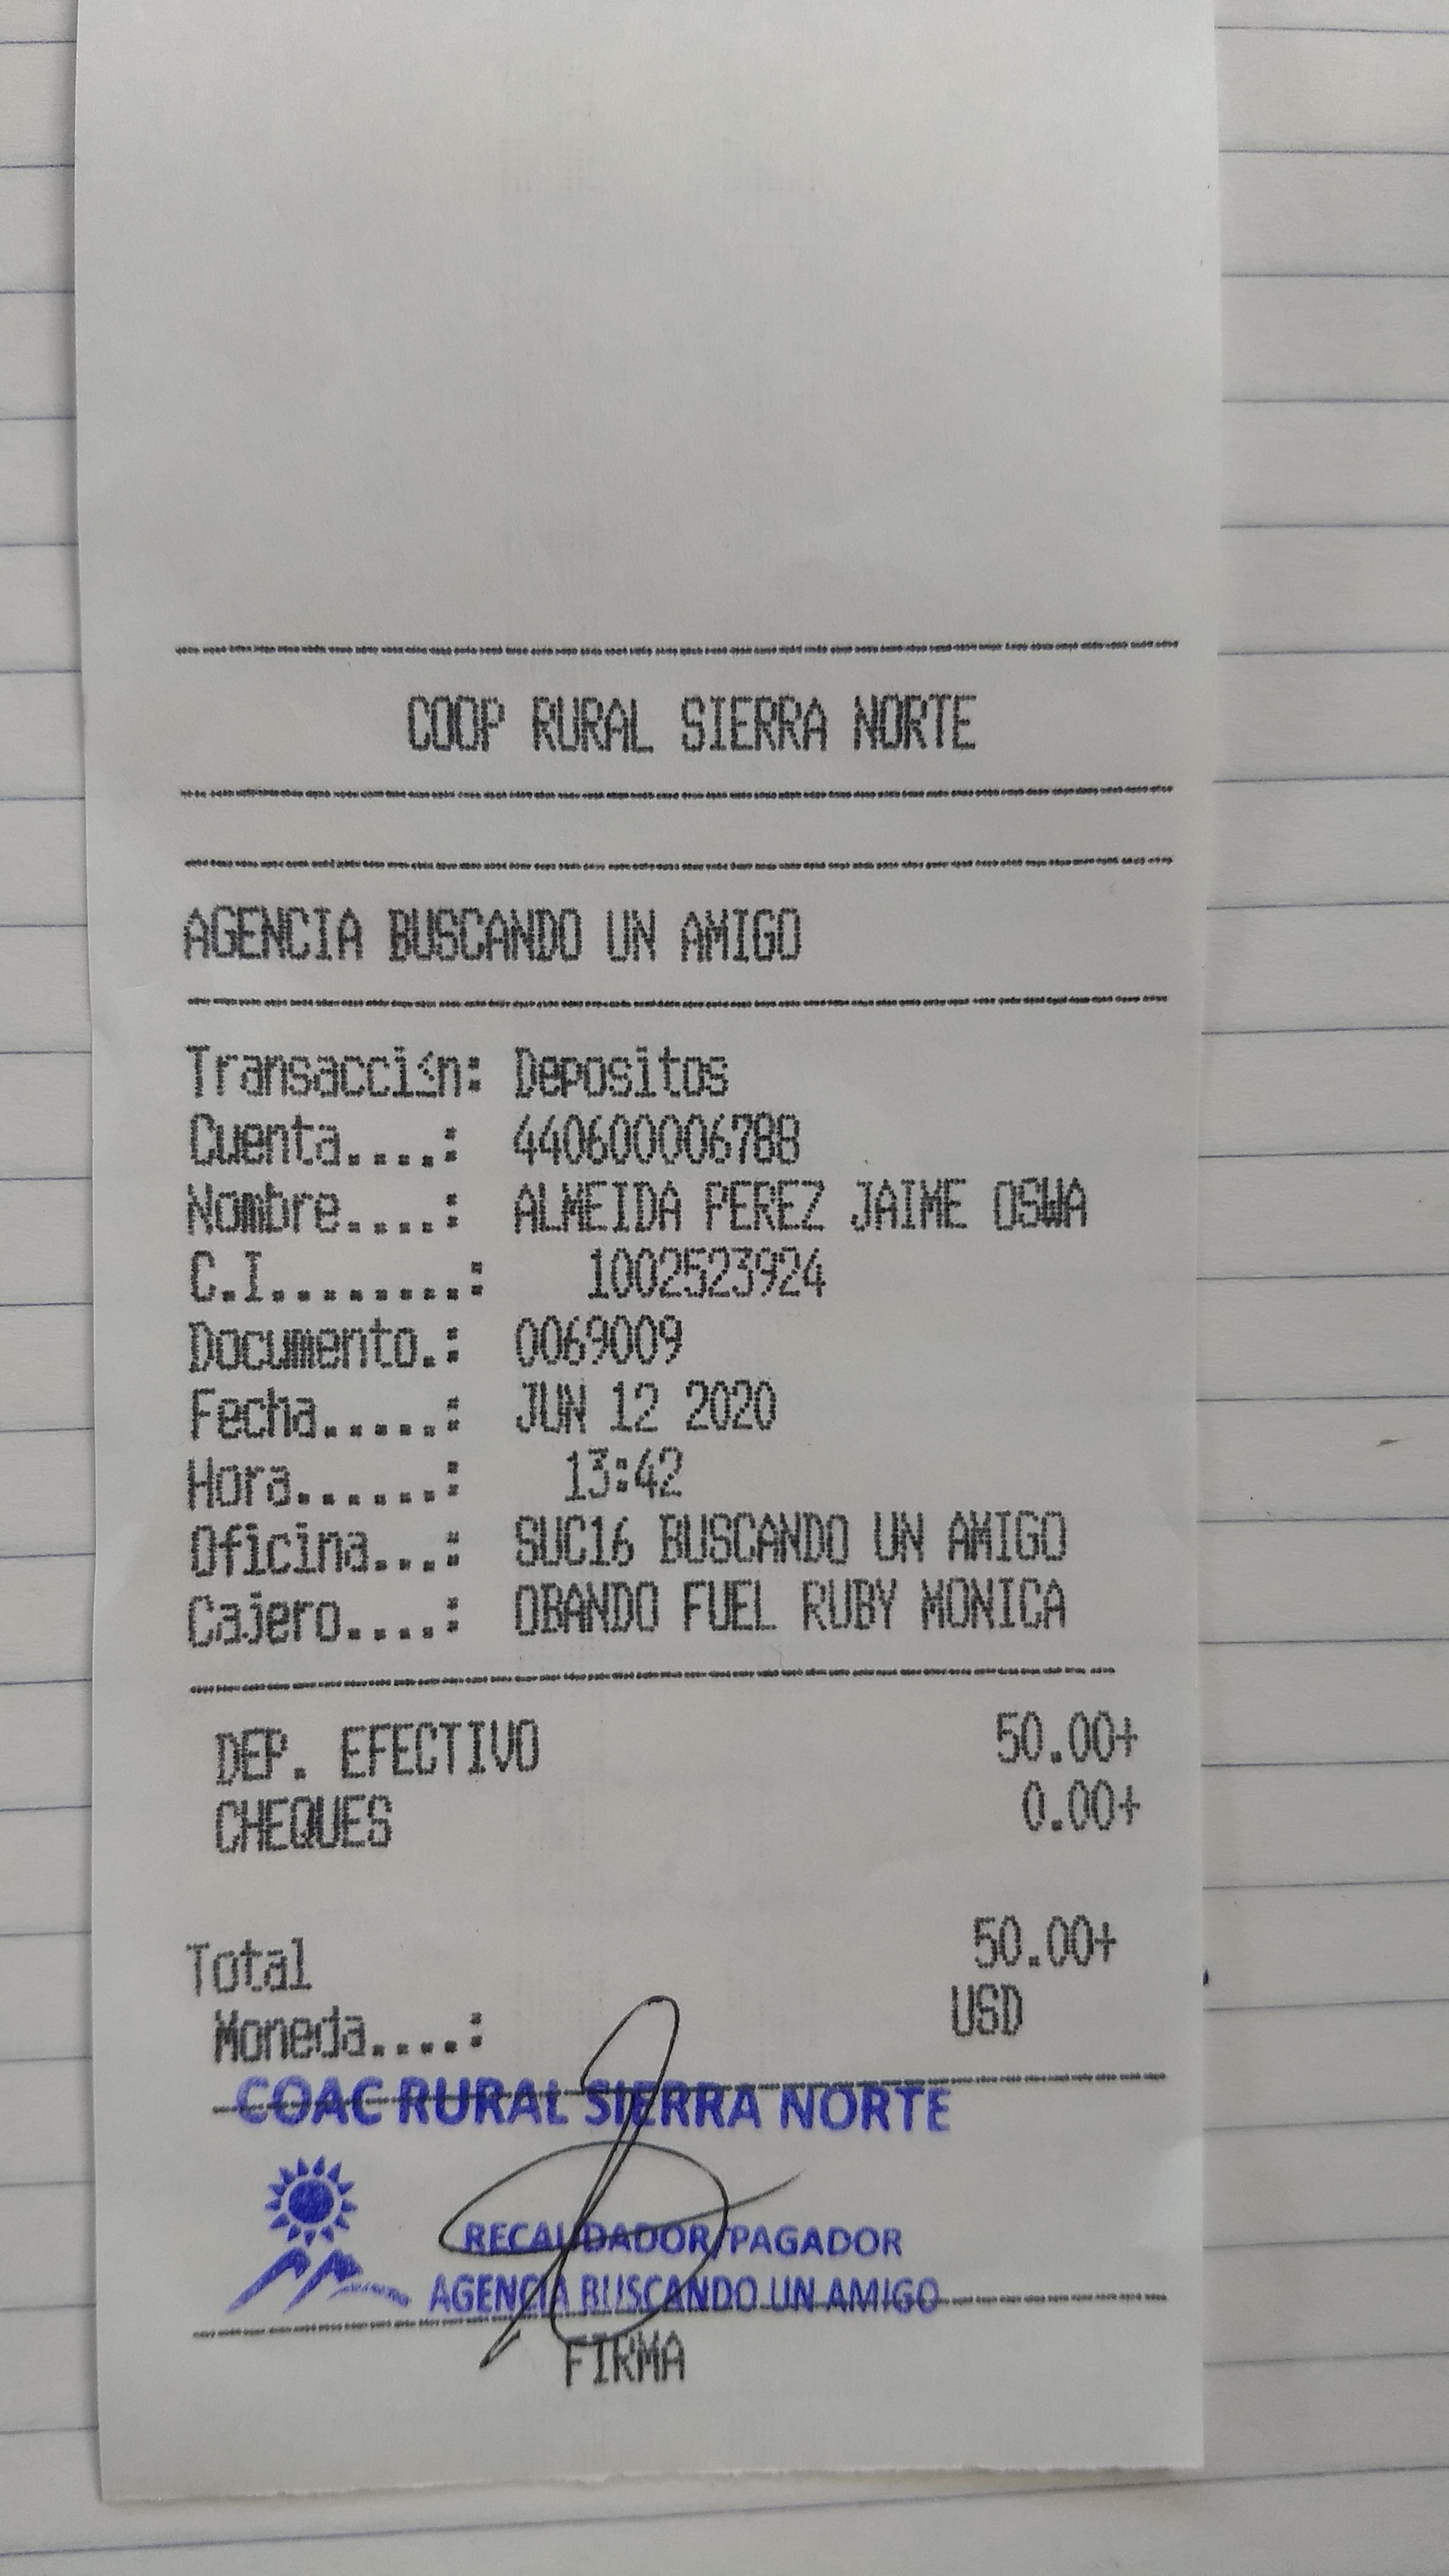 COOP RURAL SIERRA NORTE
AGENCIA BUSCANDO UN AMIGO
Transacci<n: Depositos
Cuenta....: 440600006788
Nombre....: ALMEIDA PEREZ JAIME OSWA
C.I........: 1002523924
Documento.: 0069009
Fecha.....: JUN 12 2020
Hora......: 13:42
Oficina...: SUC16 BUSCANDO UN AMIGO
Cajero....: OBANDO FUEL RUBY MONICA
DEP. EFECTIVO 50.00+
CHEQUES 0.00+
Total 50.00+
Moneda....: USD
COAC RURAL SIERRA NORTE
RECAUDADOR/PAGADOR
AGENCIA BUSCANDO UN AMIGO
FIRMA